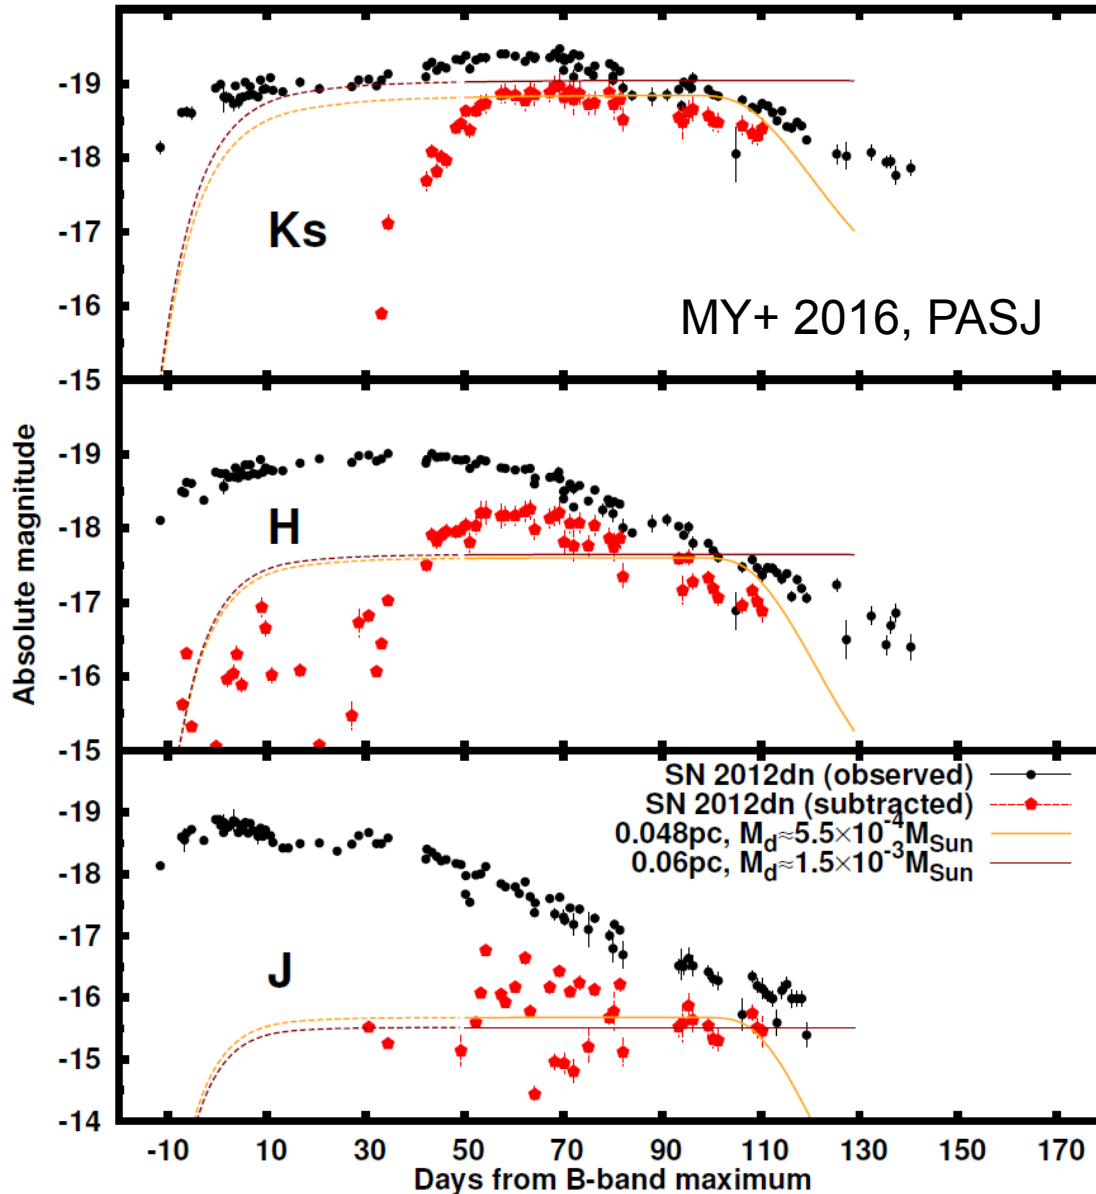 -19
-18
-17
-16
-15
Ks
MY+ 2016, PASJ
-19
-18
-17
-16
-15
H
Absolute magnitude
-19
-18
-17
-16
-15
-14
J
SN 2012dn (observed)
SN 2012dn (subtracted)
0.048pc, M_d≈5.5×10^-4 M_Sun
0.06pc, M_d≈1.5×10^-3 M_Sun
-10 10 30 50 70 90 110 130 150 170
Days from B-band maximum